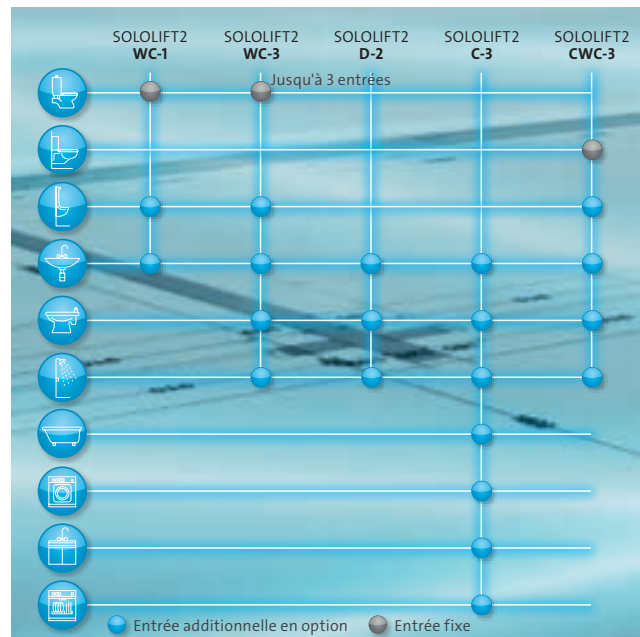 SOLOLIFT2 SOLOLIFT2 SOLOLIFT2 SOLOLIFT2 SOLOLIFT2
WC-1 WC-3 D-2 C-3 CWC-3
Jusqu'à 3 entrées
Entrée additionnelle en option Entrée fixe